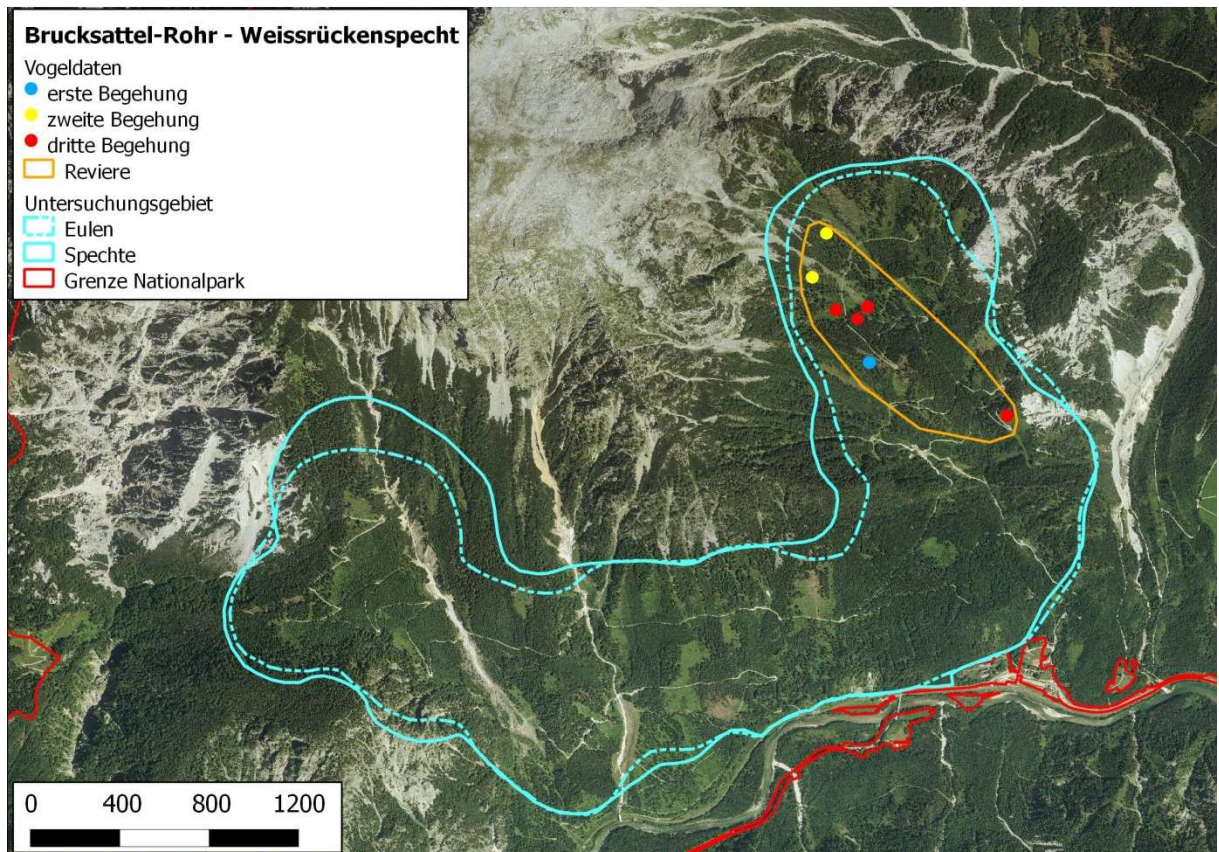 Brucksattel-Rohr - Weissrückenspecht
Vogeldaten
erste Begehung
zweite Begehung
dritte Begehung
Reviere
Untersuchungsgebiet
Eulen
Spechte
Grenze Nationalpark
0 400 800 1200